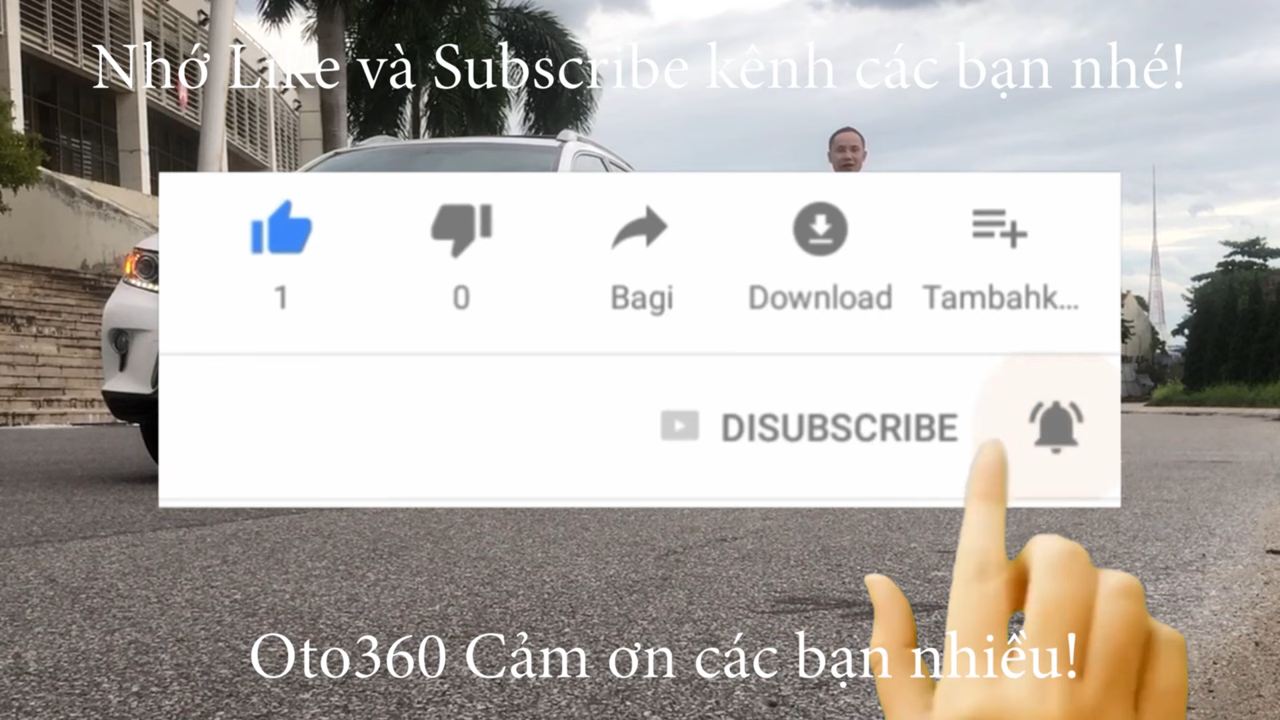 Nhớ Like và Subscribe kênh các bạn nhé!
1 0 Bagi Download Tambahk...
DISUBSCRIBE
Oto360 Cảm ơn các bạn nhiều!